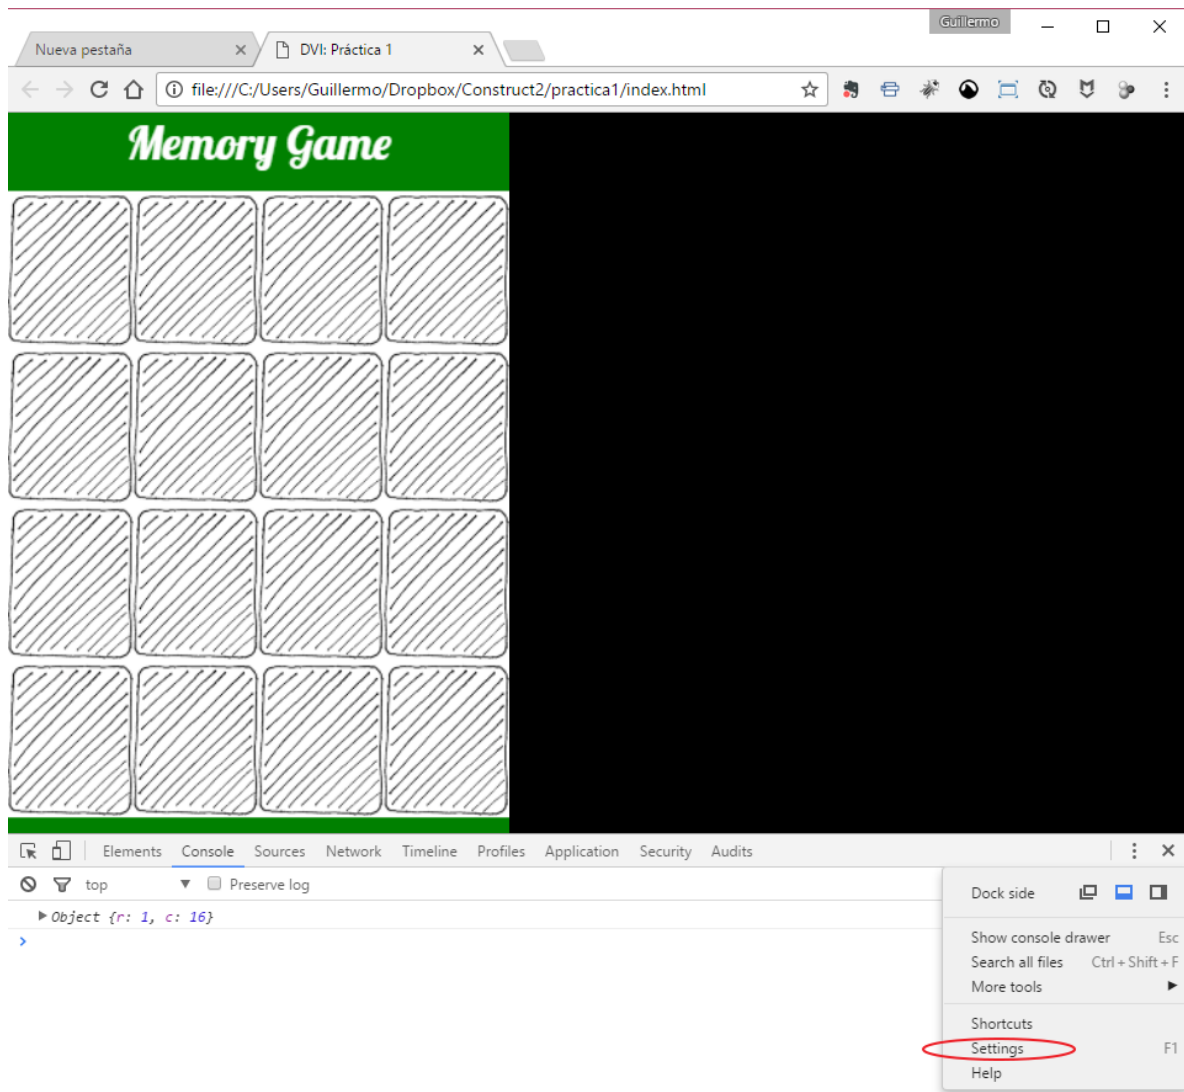 Guillermo
Nueva pestaña
DVI: Práctica 1
file:///C:/Users/Guillermo/Dropbox/Construct2/practica1/index.html
Memory Game
Elements Console Sources Network Timeline Profiles Application Security Audits
top Preserve log
Object {r: 1, c: 16}
Dock side
Show console drawer Esc
Search all files Ctrl + Shift + F
More tools
Shortcuts
Settings F1
Help